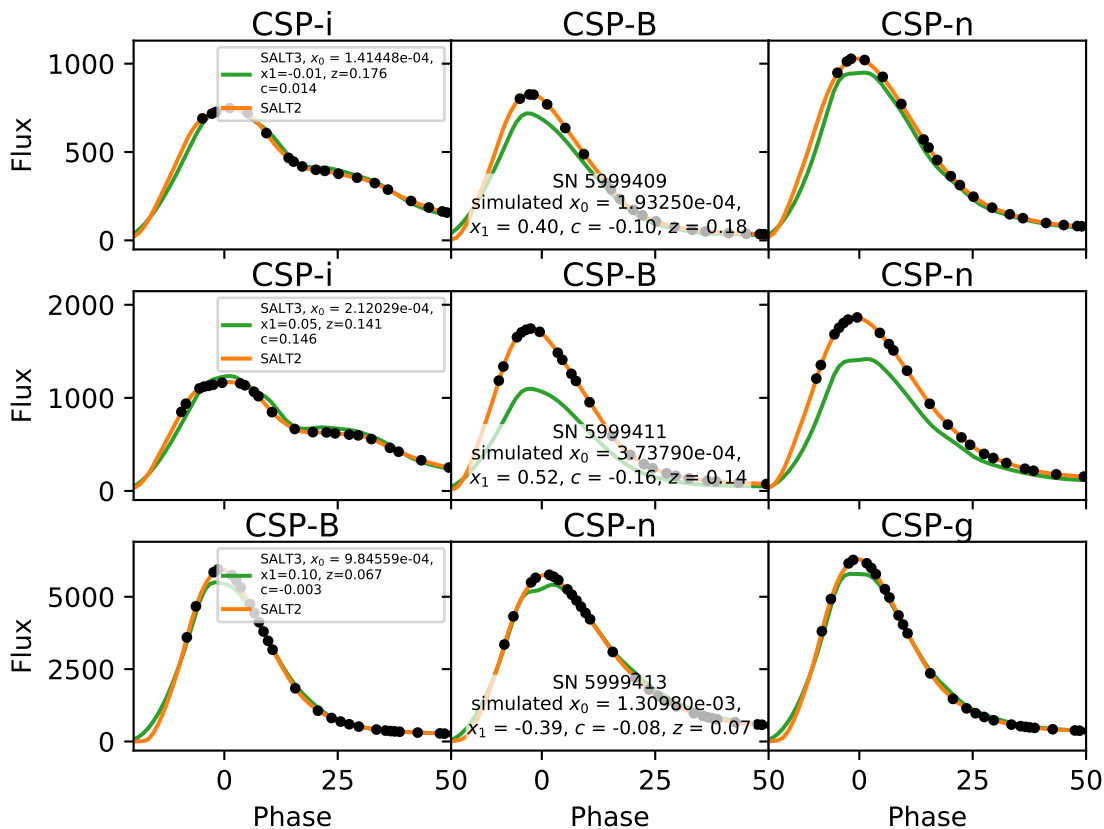 CSP-i CSP-B CSP-n
1000
500
0
Flux
SALT3, x0 = 1.41448e-04,
x1=-0.01, z=0.176
c=0.014
SALT2
SN 5999409
simulated x0 = 1.93250e-04,
x1 = 0.40, c = -0.10, z = 0.18
CSP-i CSP-B CSP-n
2000
1000
0
Flux
SALT3, x0 = 2.12029e-04,
x1=0.05, z=0.141
c=0.146
SALT2
SN 5999411
simulated x0 = 3.73790e-04,
x1 = 0.52, c = -0.16, z = 0.14
CSP-B CSP-n CSP-g
5000
2500
0
Flux
SALT3, x0 = 9.84559e-04,
x1=0.10, z=0.067
c=-0.003
SALT2
SN 5999413
simulated x0 = 1.30980e-03,
x1 = -0.39, c = -0.08, z = 0.07
0 25 50 0 25 50 0 25 50
Phase Phase Phase